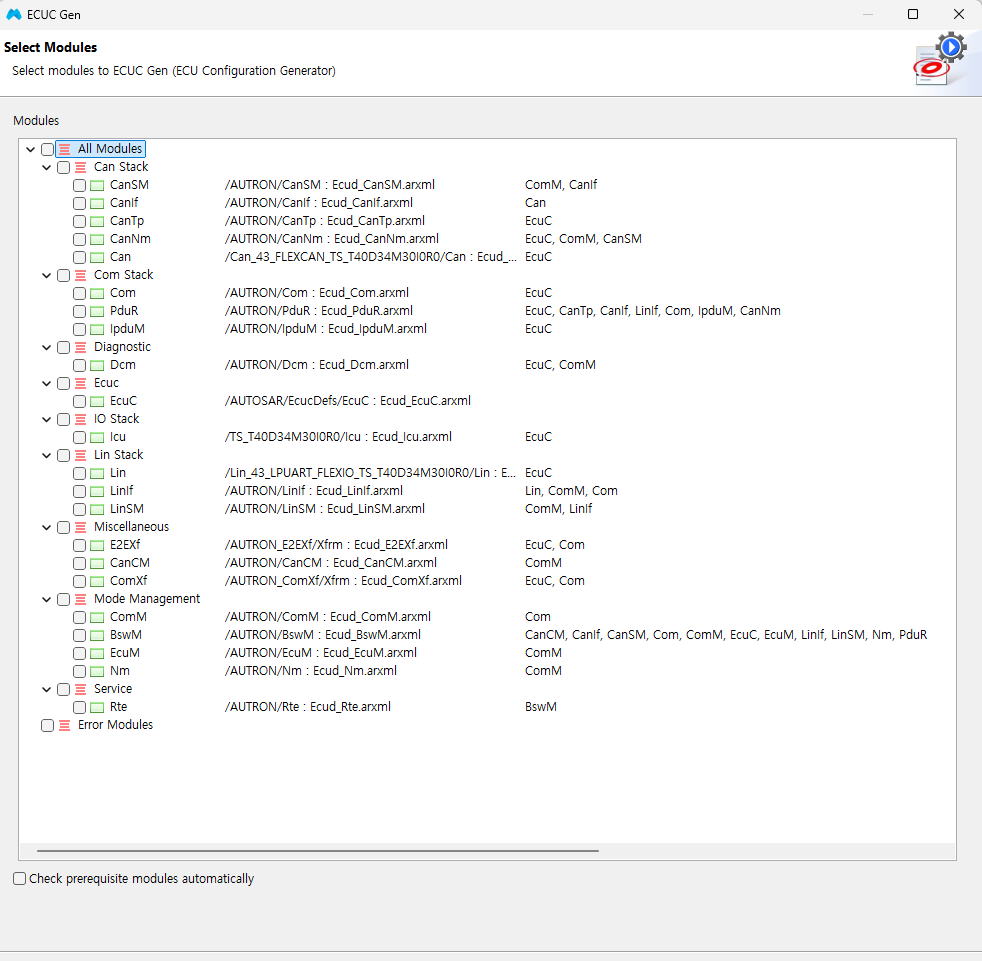 ECUC Gen
Select Modules
Select modules to ECUC Gen (ECU Configuration Generator)
Modules
All Modules
Can Stack
CanSM /AUTRON/CanSM : Ecud_CanSM.arxml ComM, CanIf
CanIf /AUTRON/CanIf : Ecud_CanIf.arxml Can
CanTp /AUTRON/CanTp : Ecud_CanTp.arxml EcuC
CanNm /AUTRON/CanNm : Ecud_CanNm.arxml EcuC, ComM, CanSM
Can /Can_43_FLEXCAN_TS_T40D34M30I0R0/Can : Ecud_... EcuC
Com Stack
Com /AUTRON/Com : Ecud_Com.arxml EcuC
PduR /AUTRON/PduR : Ecud_PduR.arxml EcuC, CanTp, CanIf, LinIf, Com, IpduM, CanNm
IpduM /AUTRON/IpduM : Ecud_IpduM.arxml EcuC
Diagnostic
Dcm /AUTRON/Dcm : Ecud_Dcm.arxml EcuC, ComM
Ecuc
EcuC /AUTOSAR/EcucDefs/EcuC : Ecud_EcuC.arxml
IO Stack
Icu /TS_T40D34M30I0R0/Icu : Ecud_Icu.arxml EcuC
Lin Stack
Lin /Lin_43_LPUART_FLEXIO_TS_T40D34M30I0R0/Lin : E... EcuC
LinIf /AUTRON/LinIf : Ecud_LinIf.arxml Lin, ComM, Com
LinSM /AUTRON/LinSM : Ecud_LinSM.arxml ComM, LinIf
Miscellaneous
E2EXf /AUTRON_E2EXf/Xfrm : Ecud_E2EXf.arxml EcuC, Com
CanCM /AUTRON/CanCM : Ecud_CanCM.arxml ComM
ComXf /AUTRON_ComXf/Xfrm : Ecud_ComXf.arxml EcuC, Com
Mode Management
ComM /AUTRON/ComM : Ecud_ComM.arxml Com
BswM /AUTRON/BswM : Ecud_BswM.arxml CanCM, CanIf, CanSM, Com, ComM, EcuC, EcuM, LinIf, LinSM, Nm, PduR
EcuM /AUTRON/EcuM : Ecud_EcuM.arxml ComM
Nm /AUTRON/Nm : Ecud_Nm.arxml ComM
Service
Rte /AUTRON/Rte : Ecud_Rte.arxml BswM
Error Modules
Check prerequisite modules automatically